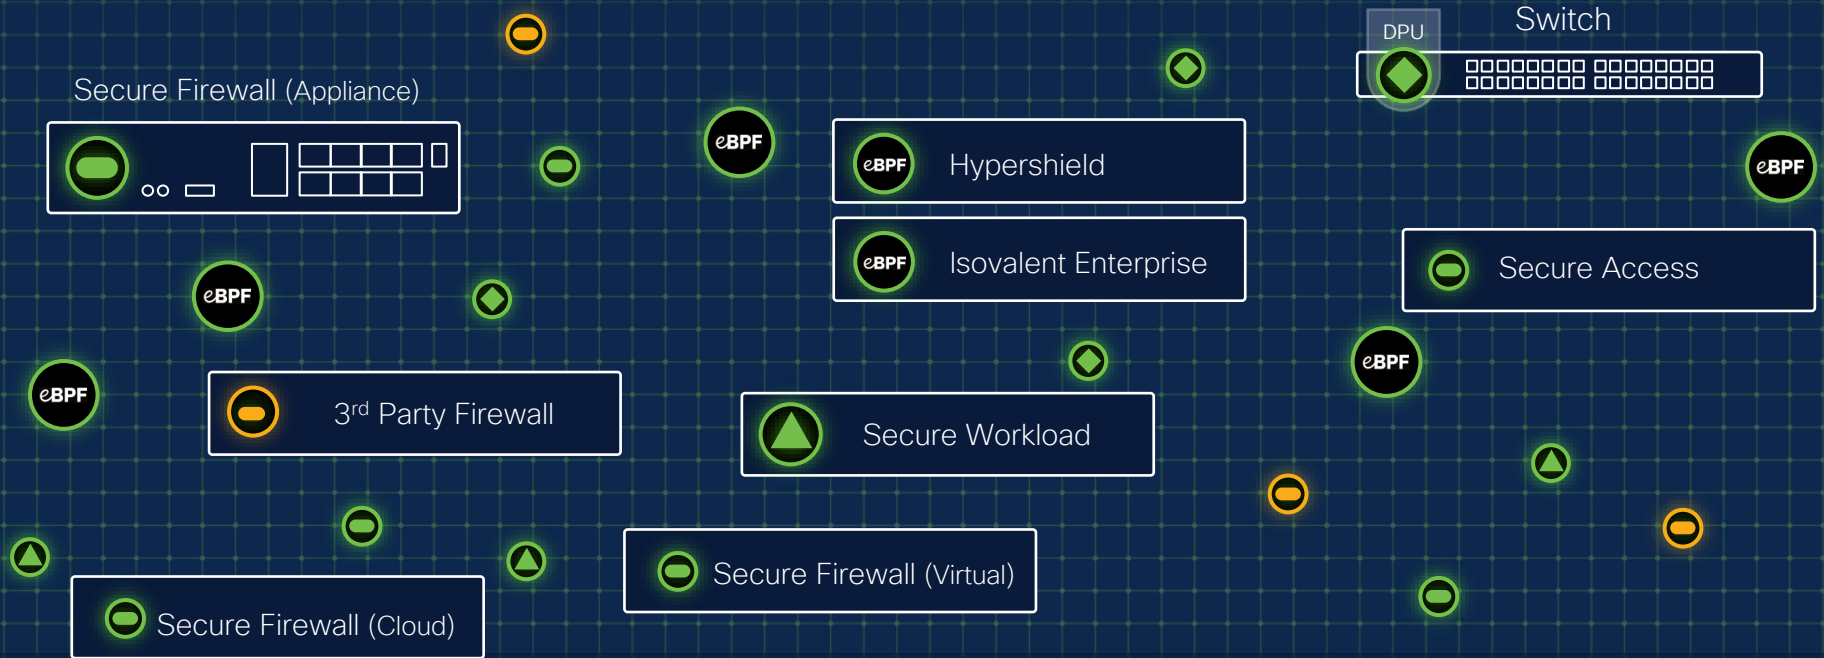 Switch
DPU
Secure Firewall (Appliance)
eBPF
eBPF Hypershield
eBPF
eBPF Isovalent Enterprise
Secure Access
eBPF
eBPF
eBPF
3rd Party Firewall
Secure Workload
Secure Firewall (Virtual)
Secure Firewall (Cloud)